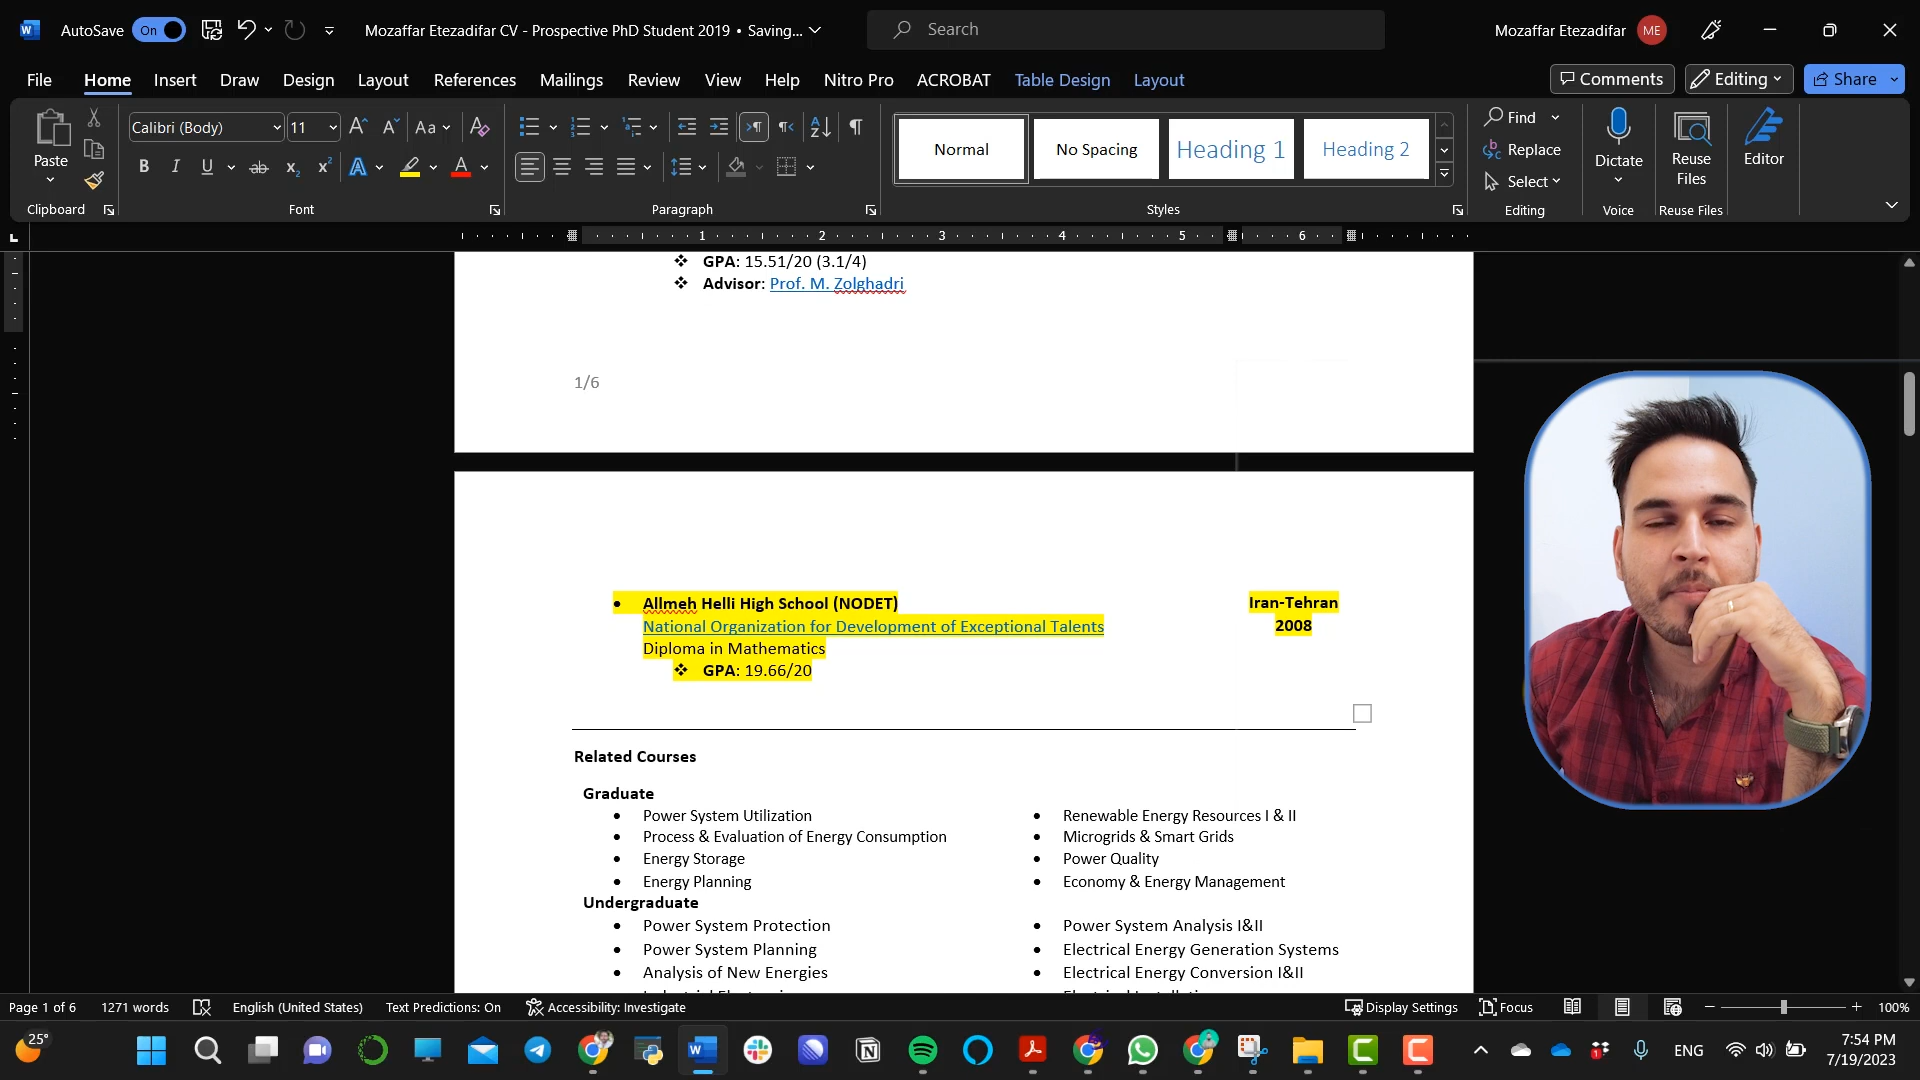 AutoSave On Mozaffar Etezadifar CV - Prospective PhD Student 2019 • Saving... Search Mozaffar Etezadifar ME
File Home Insert Draw Design Layout References Mailings Review View Help Nitro Pro ACROBAT Table Design Layout Comments Editing Share
Paste
Calibri (Body) 11
Normal
No Spacing
Heading 1
Heading 2
Find
Replace
Select
Dictate
Reuse
Files
Editor
Clipboard Font Paragraph Styles Editing Voice Reuse Files
1 2 3 4 5 6
❖ GPA: 15.51/20 (3.1/4)
❖ Advisor: Prof. M. Zolghadri
1/6
• Allmeh Helli High School (NODET) Iran-Tehran
National Organization for Development of Exceptional Talents 2008
Diploma in Mathematics
❖ GPA: 19.66/20
Related Courses
Graduate
• Power System Utilization • Renewable Energy Resources I & II
• Process & Evaluation of Energy Consumption • Microgrids & Smart Grids
• Energy Storage • Power Quality
• Energy Planning • Economy & Energy Management
Undergraduate
• Power System Protection • Power System Analysis I&II
• Power System Planning • Electrical Energy Generation Systems
• Analysis of New Energies • Electrical Energy Conversion I&II
Page 1 of 6 1271 words English (United States) Text Predictions: On Accessibility: Investigate Display Settings Focus 100%
25° ENG 7:54 PM
7/19/2023